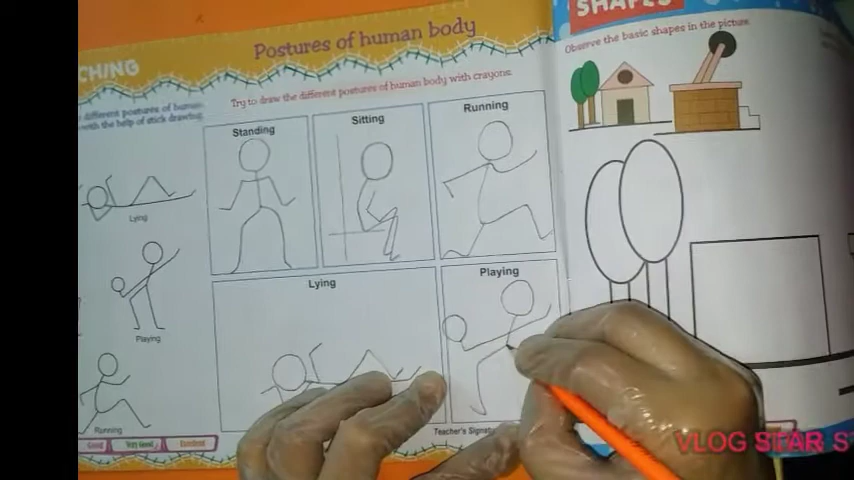 CHING
different postures of human
with the help of stick drawing.
Lying
Playing
Running
Good Very Good Excellent
Postures of human body
Try to draw the different postures of human body with crayons.
Standing
Sitting
Running
Lying
Playing
Teacher's Signatu
SHAPES
Observe the basic shapes in the picture.
VLOG STAR S